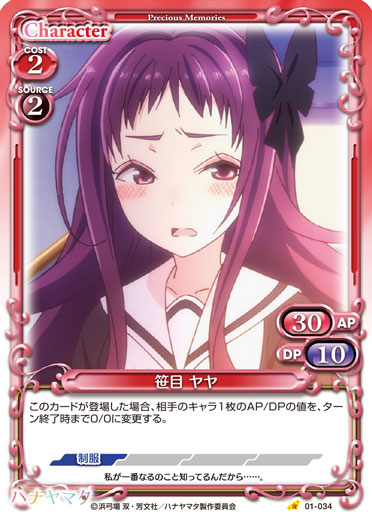 Precious Memories
Character
COST
2
SOURCE
2
30 AP
DP 10
笹目 ヤヤ
このカードが登場した場合、相手のキャラ1枚のAP/DPの値を、ターン終了時まで0/0に変更する。
制服
私が一番なるのこと知ってるんだから……。
ハナヤマタ
©浜弓場 双・芳文社／ハナヤマタ製作委員会
01-034